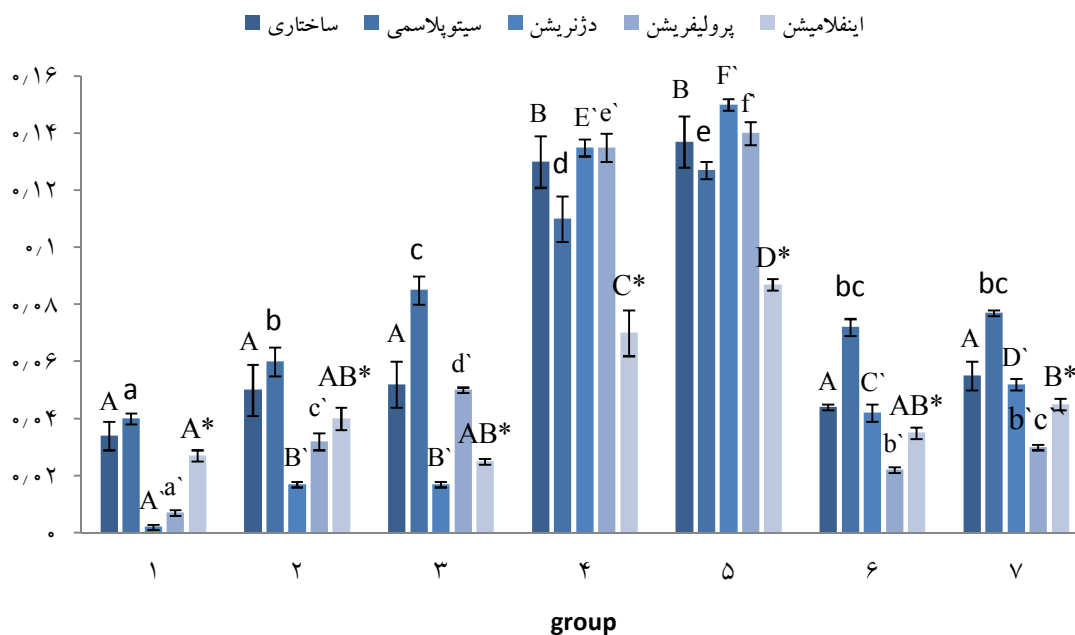 ساختاری سیتوپلاسمی دژنریشن پرولیفریشن اینفلامیشن
۰٫۱۶
۰٫۱۴
۰٫۱۲
۰٫۱
۰٫۰۸
۰٫۰۶
۰٫۰۴
۰٫۰۲
۰
A a A` a` A*
A b B` c` AB*
A c B` d` AB*
B d E` e` C*
B e F` f` D*
A bc C` b` AB*
A bc D` b`c`` B*
۱ ۲ ۳ ۴ ۵ ۶ ۷
group